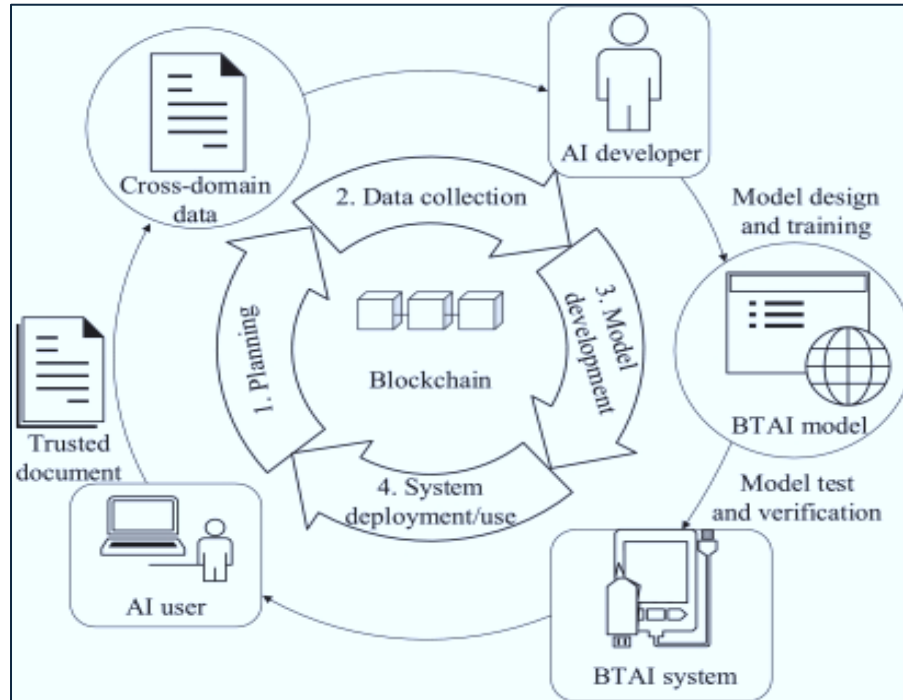 Cross-domain
data
AI developer
2. Data collection
Model design
and training
3. Model
development
1. Planning
Blockchain
Trusted
document
BTAI model
4. System
deployment/use
Model test
and verification
AI user
BTAI system